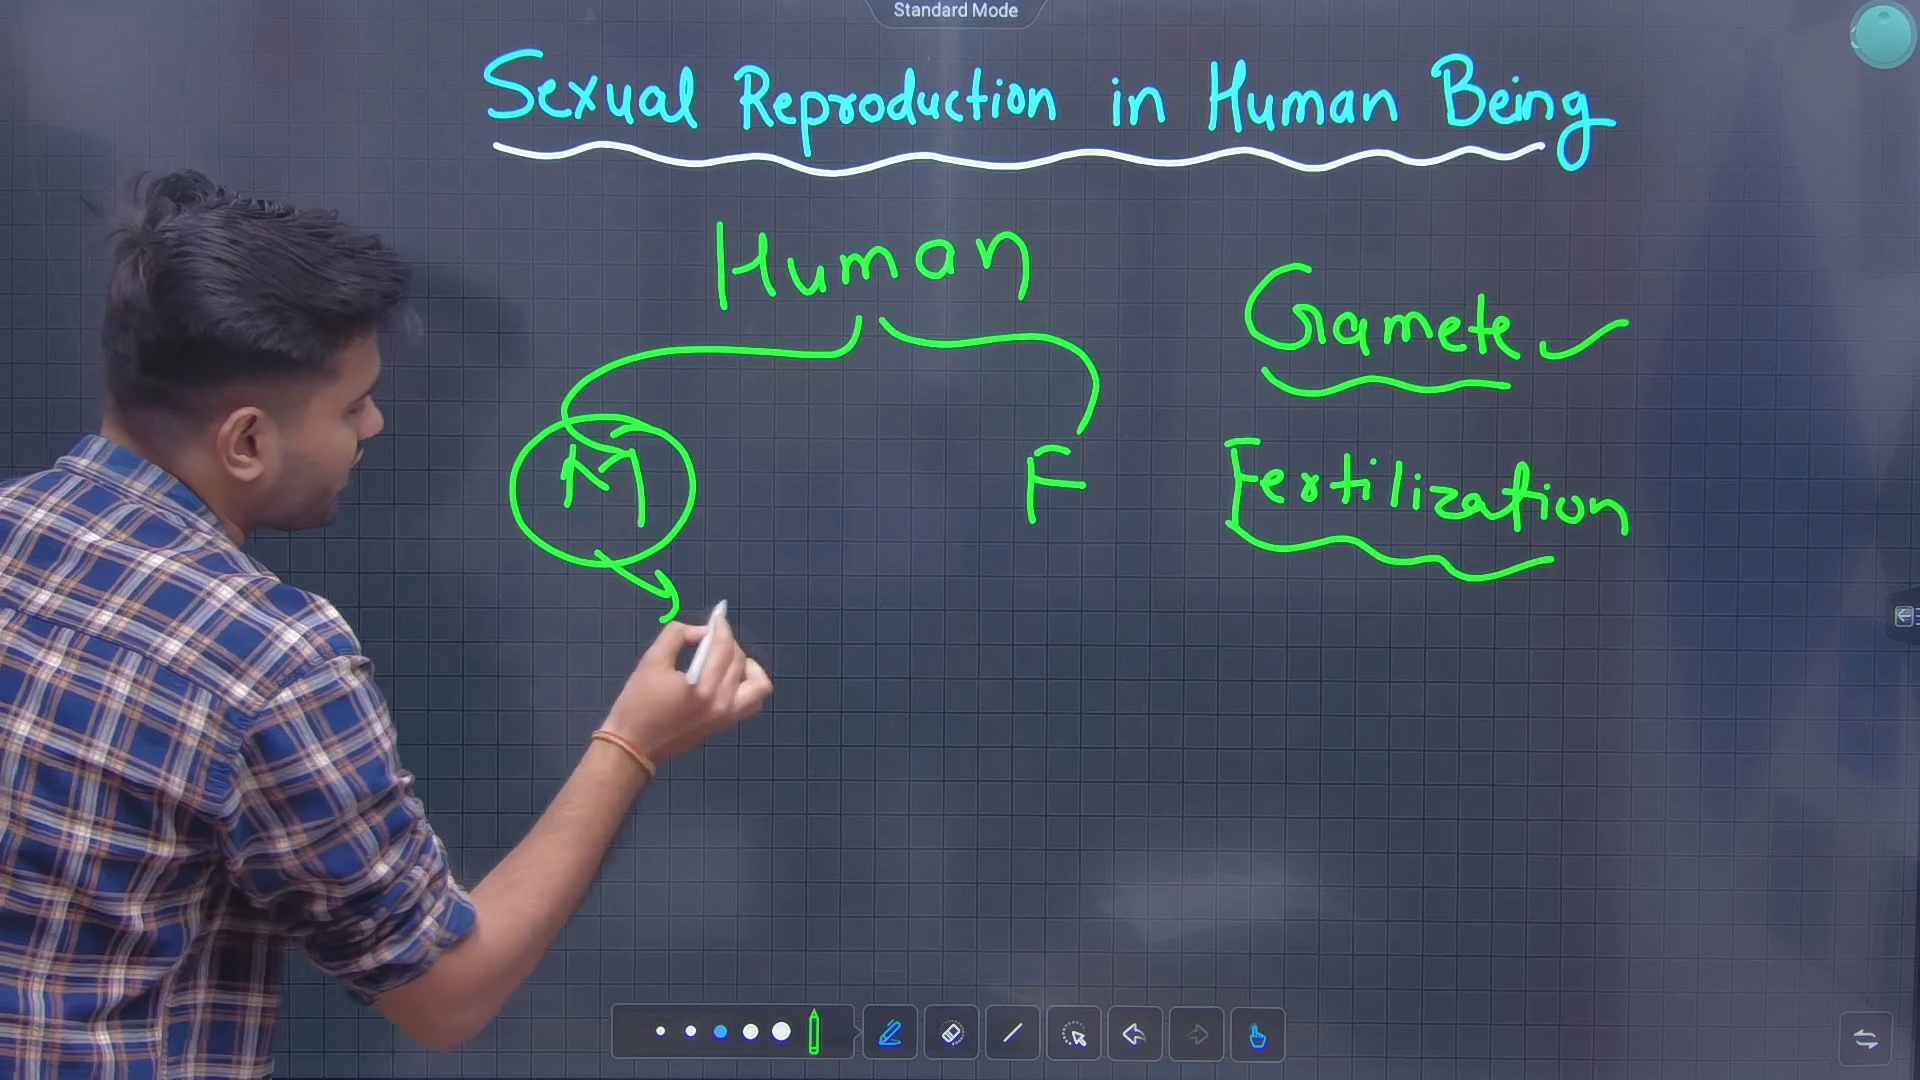 Standard Mode
Sexual Reproduction in Human Being
Human
Gamete
M
F
Fertilization